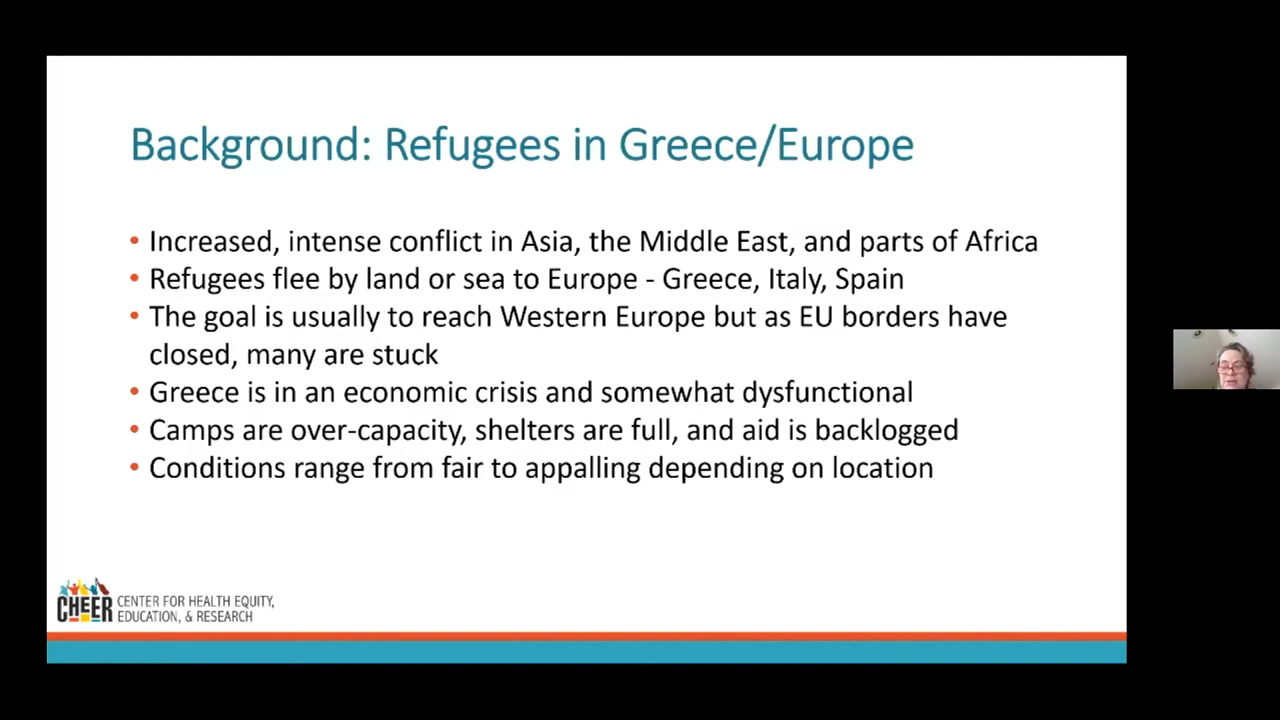 Background: Refugees in Greece/Europe
• Increased, intense conflict in Asia, the Middle East, and parts of Africa
• Refugees flee by land or sea to Europe - Greece, Italy, Spain
• The goal is usually to reach Western Europe but as EU borders have
closed, many are stuck
• Greece is in an economic crisis and somewhat dysfunctional
• Camps are over-capacity, shelters are full, and aid is backlogged
• Conditions range from fair to appalling depending on location
CHEER
CENTER FOR HEALTH EQUITY,
EDUCATION, & RESEARCH